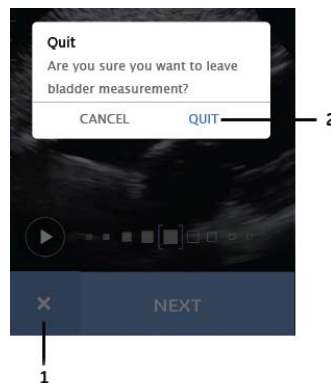 Quit
Are you sure you want to leave
bladder measurement?
CANCEL QUIT 2
× NEXT
1